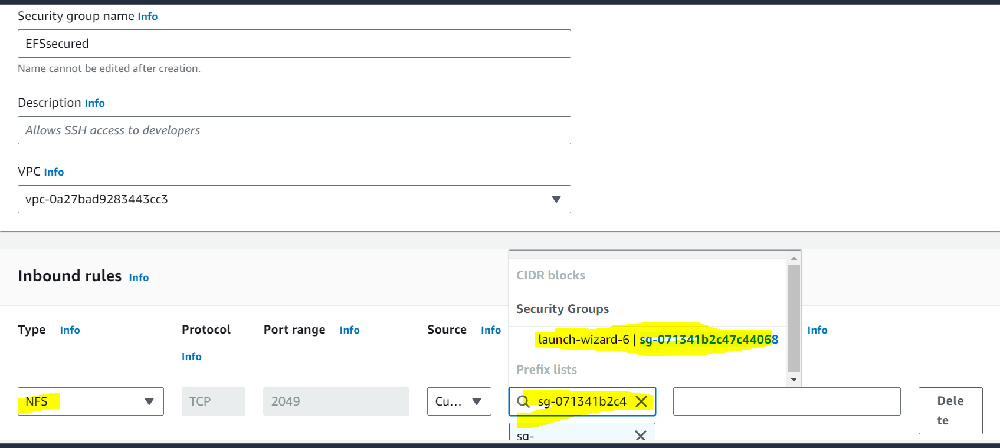 Security group name Info
EFSsecured
Name cannot be edited after creation.
Description Info
Allows SSH access to developers
VPC Info
vpc-0a27bad9283443cc3
Inbound rules Info
CIDR blocks
Security Groups
launch-wizard-6 | sg-071341b2c47c44068
Prefix lists
Type Info
Protocol
Info
Port range Info
Source Info
Info
NFS
TCP
2049
Cu...
sg-071341b2c4
Dele
te
sg-